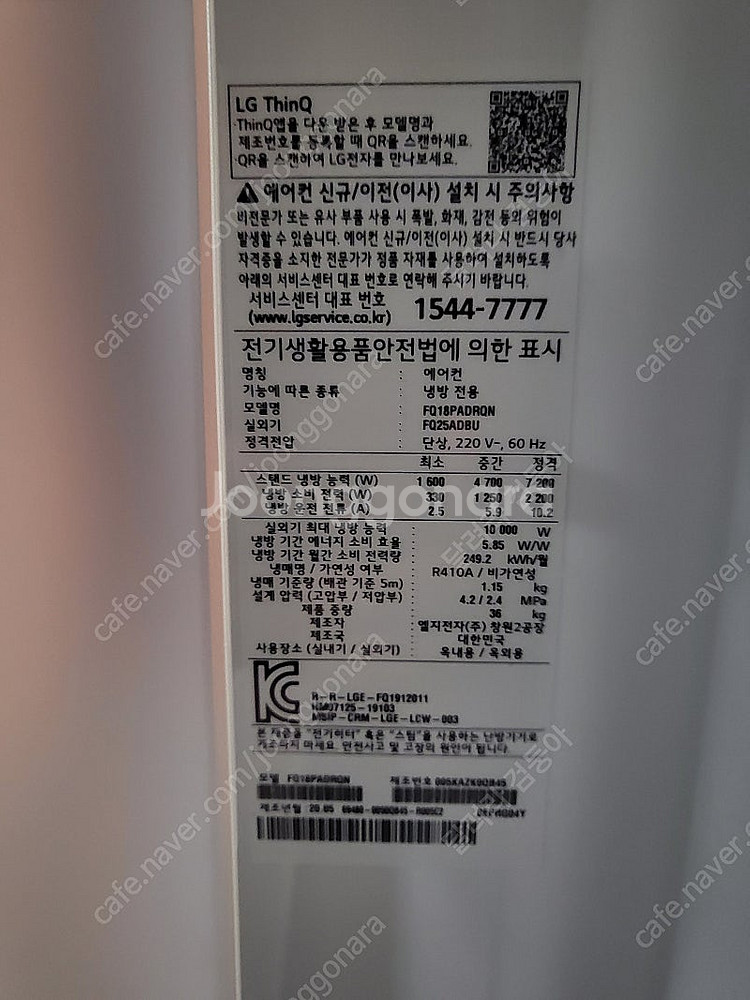 LG ThinQ
·ThinQ앱을 다운 받은 후 모델명과
제조번호를 등록할 때 QR을 스캔하세요.
·QR을 스캔하여 LG전자를 만나보세요.
에어컨 신규/이전(이사) 설치 시 주의사항
비전문가 또는 유사 부품 사용 시 폭발, 화재, 감전 등의 위험이
발생할 수 있습니다. 에어컨 신규/이전(이사) 설치 시 반드시 당사
자격증을 소지한 전문가가 정품 자재를 사용하여 설치하도록
아래의 서비스센터 대표 번호로 연락해 주시기 바랍니다.
서비스센터 대표 번호
(www.lgservice.co.kr) 1544-7777
전기생활용품안전법에 의한 표시
명칭 : 에어컨
기능에 따른 종류 : 냉방 전용
모델명 : FQ18PADRQN
실외기 : FQ25ADBU
정격전압 : 단상, 220 V~, 60 Hz
최소 중간 정격
스탠드 냉방 능력 (W) 1 600 4 700 7 200
냉방 소비 전력 (W) 330 1 250 2 200
냉방 운전 전류 (A) 2.5 5.9 10.2
실외기 최대 냉방 능력 : 10 000 W
냉방 기간 에너지 소비 효율 : 5.85 W/W
냉방 기간 월간 소비 전력량 : 249.2 kWh/월
냉매명 / 가연성 여부 : R410A / 비가연성
냉매 기준량 (배관 기준 5m) : 1.15 kg
설계 압력 (고압부 / 저압부) : 4.2 / 2.4 MPa
제품 중량 : 36 kg
제조자 : 엘지전자(주) 창원2공장
제조국 : 대한민국
사용장소 (실내기 / 실외기) : 옥내용 / 옥외용
R-R-LGE-FQ1912011
HM07125-19103
MSIP-CRM-LGE-LCW-003
본 제품을 "전기히터" 혹은 "스팀"을 사용하는 난방기기로
개조하지 마세요. 안전사고 및 고장의 원인이 됩니다.
모델 FQ18PADRQN 제조번호
제조년월 20.05
joonggonara
cafe.naver.com/joonggonara